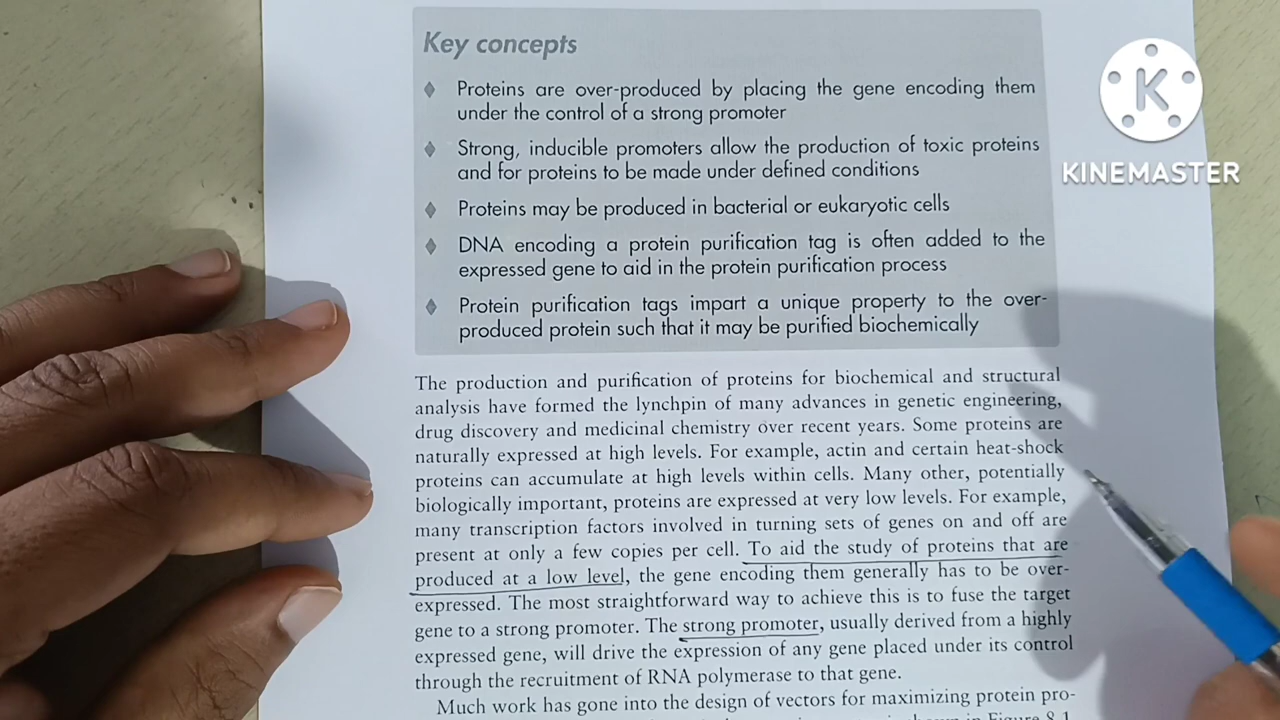 Key concepts
Proteins are over-produced by placing the gene encoding them
under the control of a strong promoter
Strong, inducible promoters allow the production of toxic proteins
and for proteins to be made under defined conditions
Proteins may be produced in bacterial or eukaryotic cells
DNA encoding a protein purification tag is often added to the
expressed gene to aid in the protein purification process
Protein purification tags impart a unique property to the over-
produced protein such that it may be purified biochemically
The production and purification of proteins for biochemical and structural
analysis have formed the lynchpin of many advances in genetic engineering,
drug discovery and medicinal chemistry over recent years. Some proteins are
naturally expressed at high levels. For example, actin and certain heat-shock
proteins can accumulate at high levels within cells. Many other, potentially
biologically important, proteins are expressed at very low levels. For example,
many transcription factors involved in turning sets of genes on and off are
present at only a few copies per cell. To aid the study of proteins that are
produced at a low level, the gene encoding them generally has to be over-
expressed. The most straightforward way to achieve this is to fuse the target
gene to a strong promoter. The strong promoter, usually derived from a highly
expressed gene, will drive the expression of any gene placed under its control
through the recruitment of RNA polymerase to that gene.
Much work has gone into the design of vectors for maximizing protein pro-
shown in Figure 8.1
K
KINEMASTER